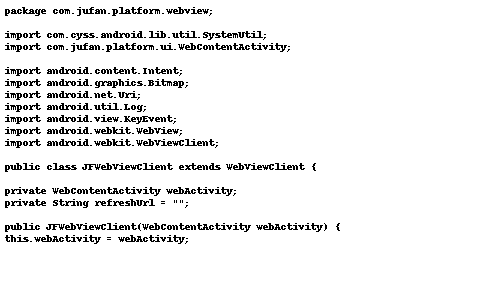 package com.jufan.platform.webview;
import com.cyss.android.lib.util.SystemUtil;
import com.jufan.platform.ui.WebContentActivity;
import android.content.Intent;
import android.graphics.Bitmap;
import android.net.Uri;
import android.util.Log;
import android.view.KeyEvent;
import android.webkit.WebView;
import android.webkit.WebViewClient;
public class JFWebViewClient extends WebViewClient {
private WebContentActivity webActivity;
private String refreshUrl = "";
public JFWebViewClient(WebContentActivity webActivity) {
this.webActivity = webActivity;